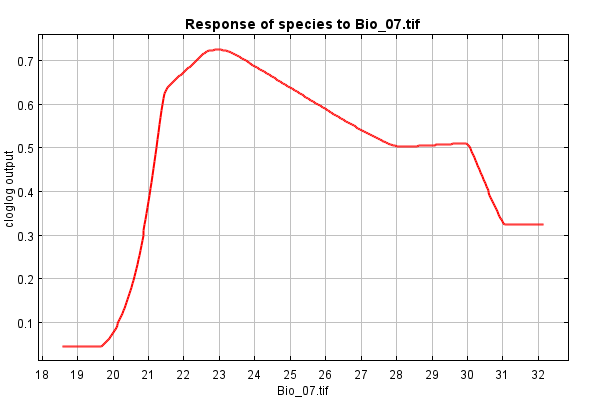 Response of species to Bio_07.tif
cloglog output
0.7
0.6
0.5
0.4
0.3
0.2
0.1
18 19 20 21 22 23 24 25 26 27 28 29 30 31 32
Bio_07.tif